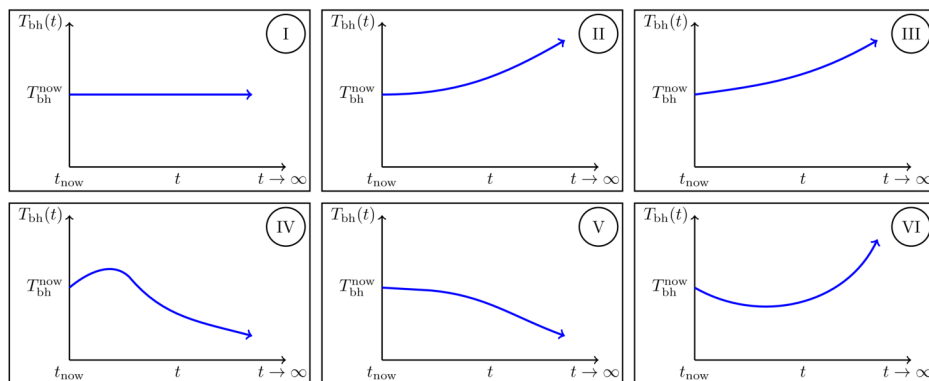 T_bh(t)
I
T_bh^now
t_now t t → ∞
T_bh(t)
II
T_bh^now
t_now t t → ∞
T_bh(t)
III
T_bh^now
t_now t t → ∞
T_bh(t)
IV
T_bh^now
t_now t t → ∞
T_bh(t)
V
T_bh^now
t_now t t → ∞
T_bh(t)
VI
T_bh^now
t_now t t → ∞